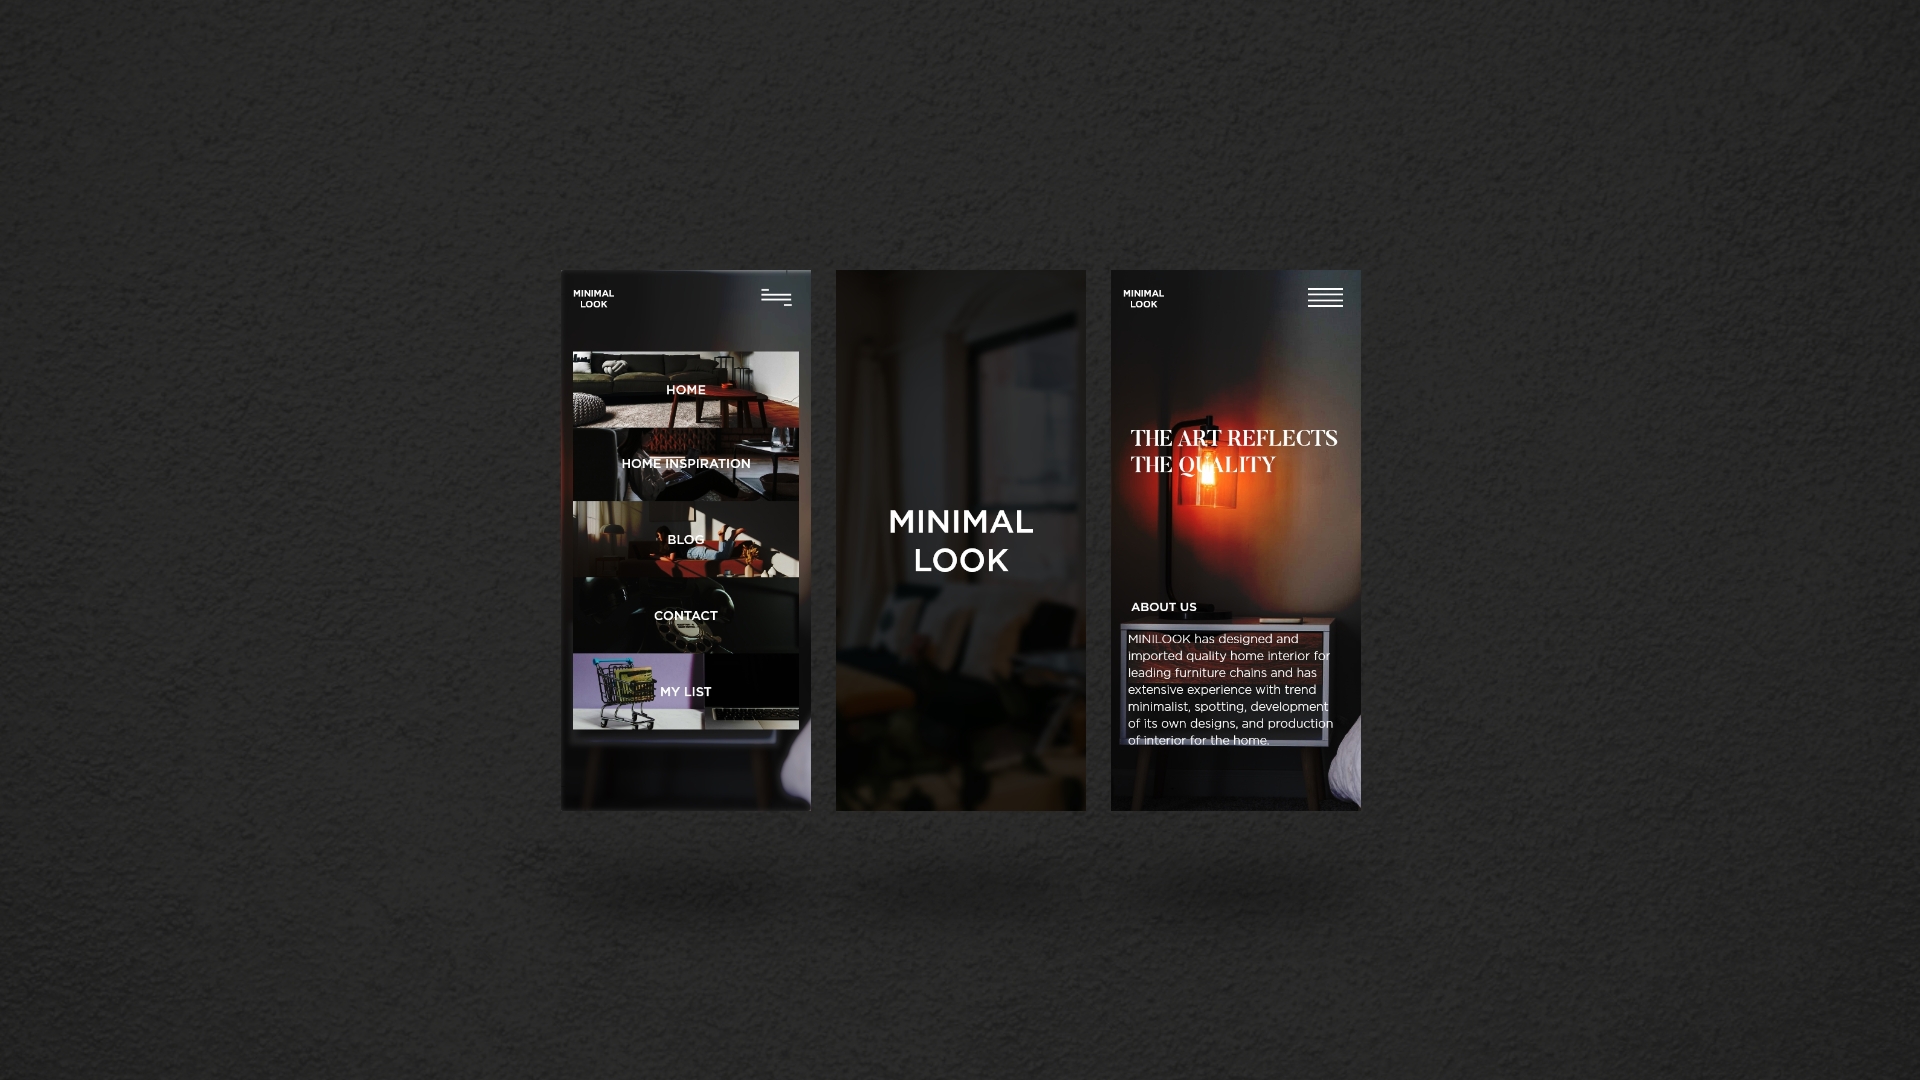 MINIMAL
LOOK
HOME
HOME INSPIRATION
BLOG
CONTACT
MY LIST
MINIMAL
LOOK
MINIMAL
LOOK
THE ART REFLECTS
THE QUALITY
ABOUT US
MINILOOK has designed and
imported quality home interior for
leading furniture chains and has
extensive experience with trend
minimalist, spotting, development
of its own designs, and production
of interior for the home.